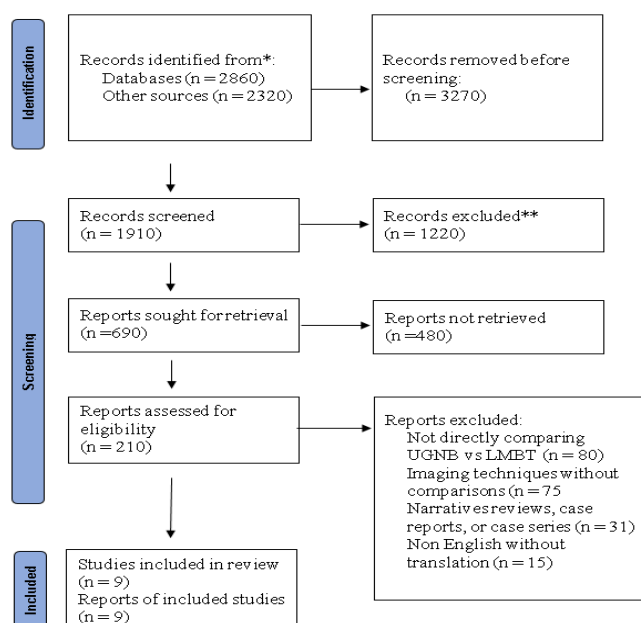 Identification
Records identified from*:
Databases (n = 2860)
Other sources (n = 2320)
Records removed before
screening:
(n = 3270)
Screening
Records screened
(n = 1910)
Records excluded**
(n = 1220)
Reports sought for retrieval
(n =690)
Reports not retrieved
(n =480)
Reports assessed for
eligibility
(n = 210)
Reports excluded:
Not directly comparing
UGNB vs LMBT (n = 80)
Imaging techniques without
comparisons (n = 75
Narratives reviews, case
reports, or case series (n = 31)
Non English without
translation (n = 15)
Included
Studies included in review
(n = 9)
Reports of included studies
(n = 9)